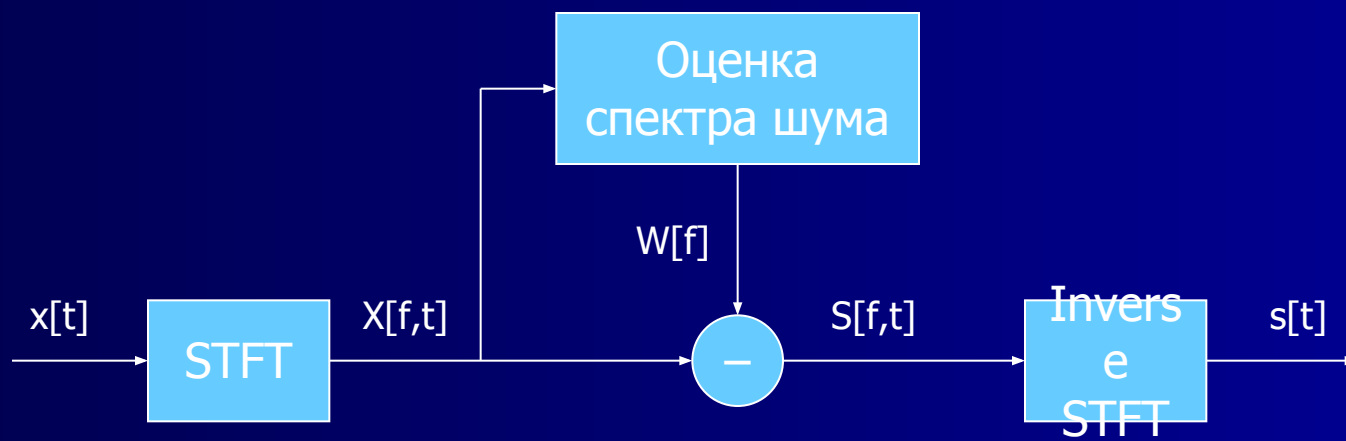 Оценка
спектра шума
W[f]
x[t]
STFT
X[f,t]
–
S[f,t]
Invers
e
STFT
s[t]